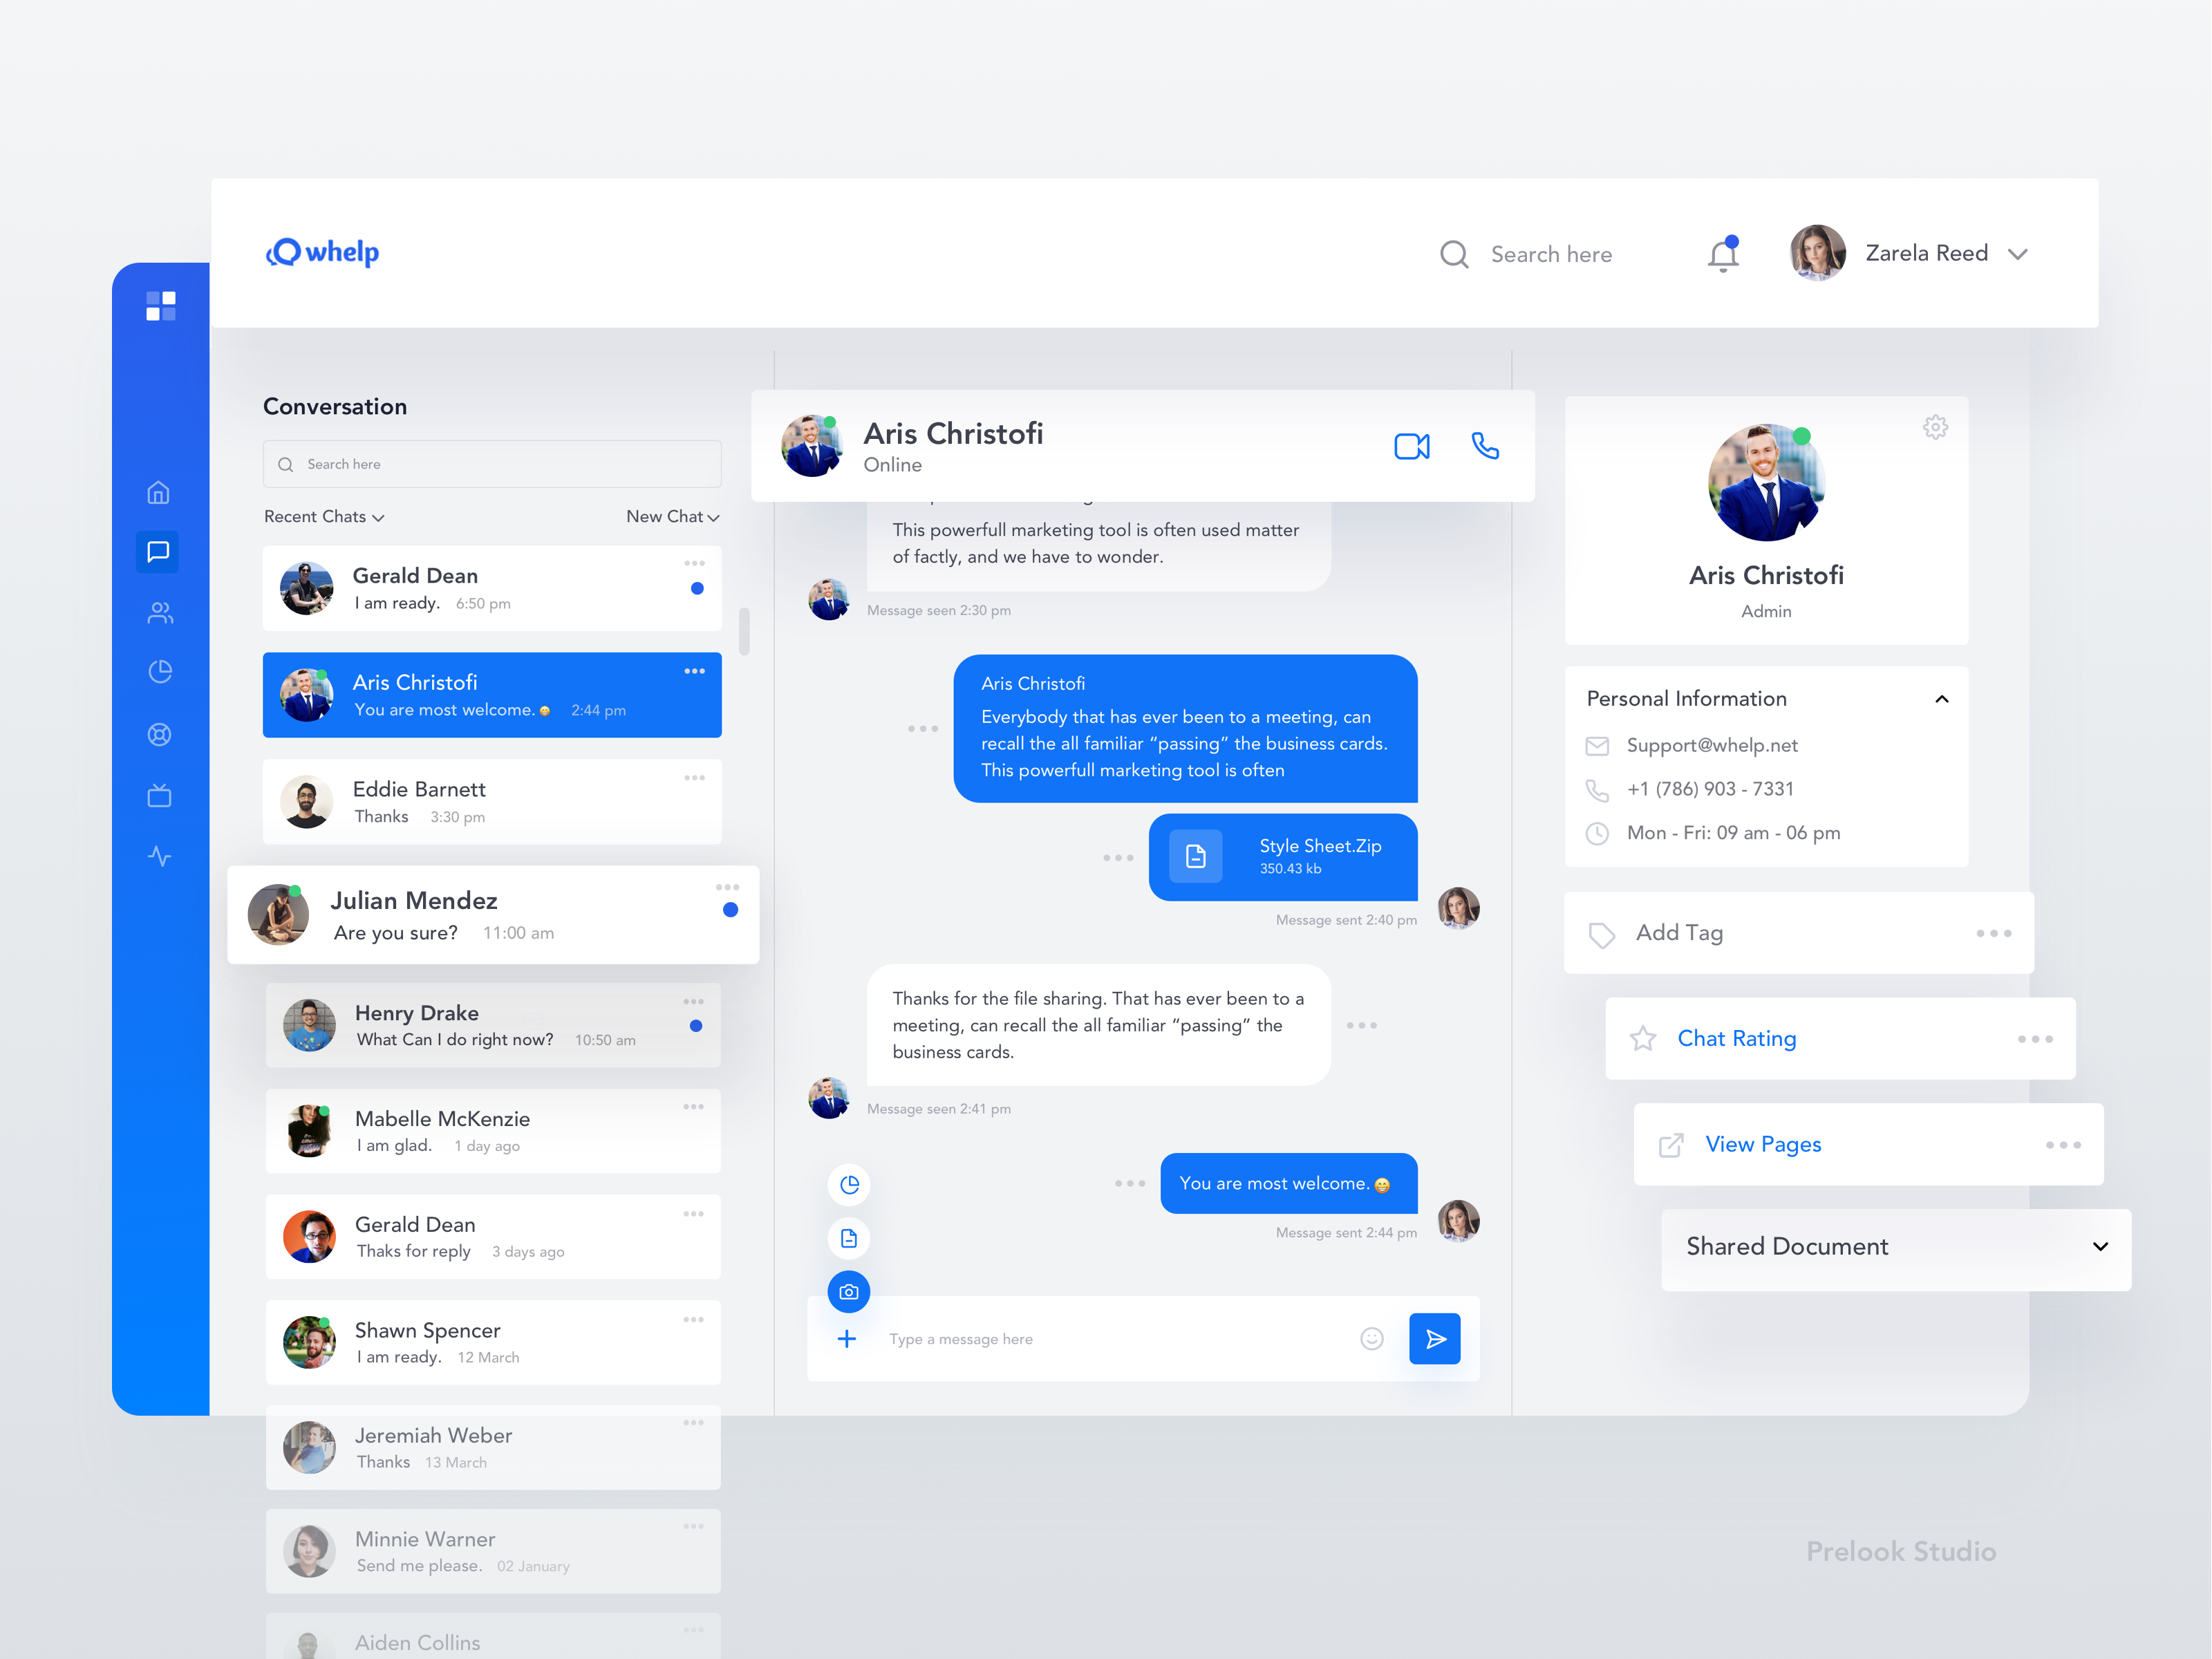 whelp
Search here
Zarela Reed
Conversation
Search here
Recent Chats
New Chat
Gerald Dean
I am ready. 6:50 pm
Aris Christofi
You are most welcome.😁 2:44 pm
Eddie Barnett
Thanks 3:30 pm
Julian Mendez
Are you sure? 11:00 am
Henry Drake
What Can I do right now? 10:50 am
Mabelle McKenzie
I am glad. 1 day ago
Gerald Dean
Thaks for reply 3 days ago
Shawn Spencer
I am ready. 12 March
Jeremiah Weber
Thanks 13 March
Minnie Warner
Send me please. 02 January
Aiden Collins
Aris Christofi
Online
This powerfull marketing tool is often used matter
of factly, and we have to wonder.
Message seen 2:30 pm
Aris Christofi
Everybody that has ever been to a meeting, can
recall the all familiar “passing” the business cards.
This powerfull marketing tool is often
Style Sheet.Zip
350.43 kb
Message sent 2:40 pm
Thanks for the file sharing. That has ever been to a
meeting, can recall the all familiar “passing” the
business cards.
Message seen 2:41 pm
You are most welcome.😁
Message sent 2:44 pm
Type a message here
Aris Christofi
Admin
Personal Information
Support@whelp.net
+1 (786) 903 - 7331
Mon - Fri: 09 am - 06 pm
Add Tag
Chat Rating
View Pages
Shared Document
Prelook Studio